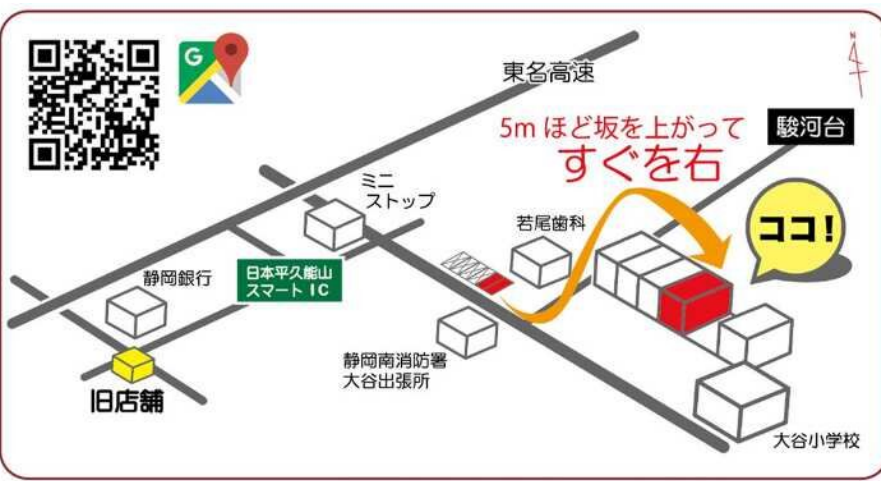 G
東名高速
N
5m ほど坂を上がって
すぐを右
駿河台
ミニ
ストップ
若尾歯科
ココ!
静岡銀行
日本平久能山
スマート IC
静岡南消防署
大谷出張所
旧店舗
大谷小学校